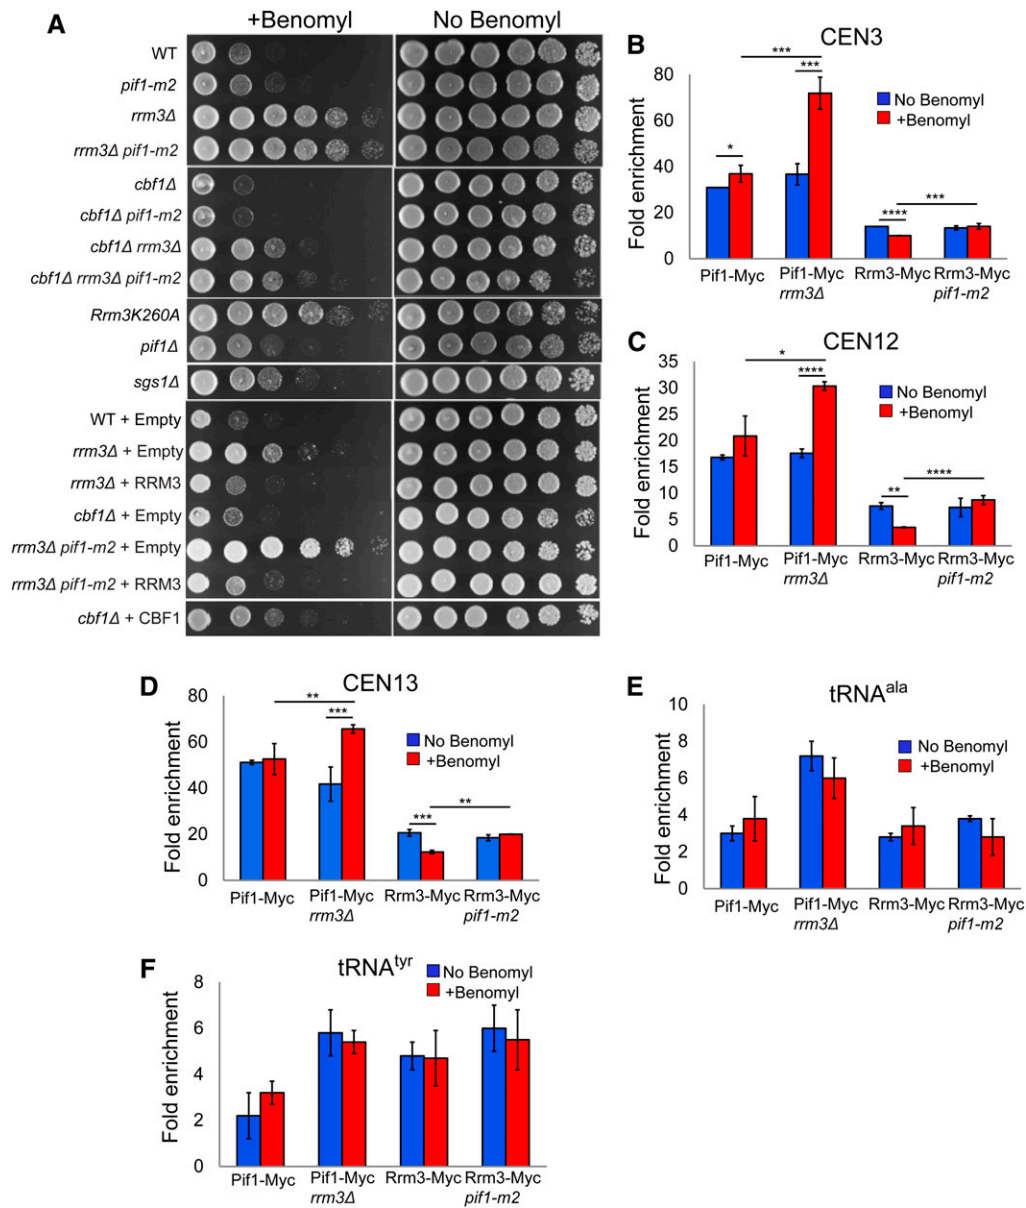 A
+Benomyl
No Benomyl
WT
pif1-m2
rrm3Δ
rrm3Δ pif1-m2
cbf1Δ
cbf1Δ pif1-m2
cbf1Δ rrm3Δ
cbf1Δ rrm3Δ pif1-m2
Rrm3K260A
pif1Δ
sgs1Δ
WT + Empty
rrm3Δ + Empty
rrm3Δ + RRM3
cbf1Δ + Empty
rrm3Δ pif1-m2 + Empty
rrm3Δ pif1-m2 + RRM3
cbf1Δ + CBF1
B
CEN3
Fold enrichment
80
60
40
20
0
No Benomyl
+Benomyl
*
***
***
****
***
Pif1-Myc
Pif1-Myc
rrm3Δ
Rrm3-Myc
Rrm3-Myc
pif1-m2
C
CEN12
Fold enrichment
35
30
25
20
15
10
5
0
No Benomyl
+Benomyl
*
****
**
****
Pif1-Myc
Pif1-Myc
rrm3Δ
Rrm3-Myc
Rrm3-Myc
pif1-m2
D
CEN13
Fold enrichment
80
60
40
20
0
No Benomyl
+Benomyl
**
***
***
**
Pif1-Myc
Pif1-Myc
rrm3Δ
Rrm3-Myc
Rrm3-Myc
pif1-m2
E
tRNAala
Fold enrichment
10
8
6
4
2
0
No Benomyl
+Benomyl
Pif1-Myc
Pif1-Myc
rrm3Δ
Rrm3-Myc
Rrm3-Myc
pif1-m2
F
tRNAtyr
Fold enrichment
8
6
4
2
0
No Benomyl
+Benomyl
Pif1-Myc
Pif1-Myc
rrm3Δ
Rrm3-Myc
Rrm3-Myc
pif1-m2